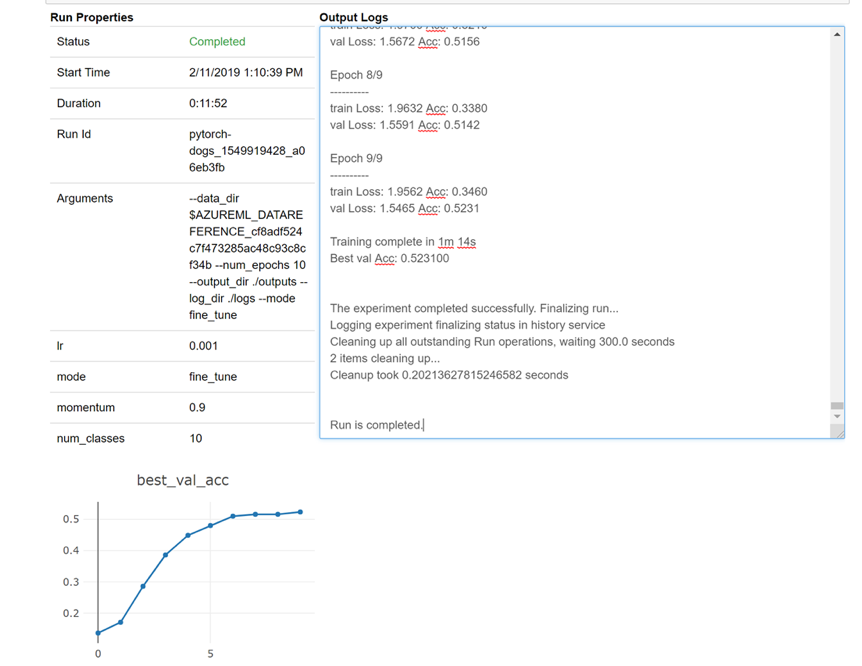 Run Properties
Status Completed
Start Time 2/11/2019 1:10:39 PM
Duration 0:11:52
Run Id pytorch-
dogs_1549919428_a0
6eb3fb
Arguments --data_dir
$AZUREML_DATARE
FERENCE_cf8adf524
c7f473285ac48c93c8c
f34b --num_epochs 10
--output_dir ./outputs --
log_dir ./logs --mode
fine_tune
lr 0.001
mode fine_tune
momentum 0.9
num_classes 10
Output Logs
val Loss: 1.5672 Acc: 0.5156
Epoch 8/9
----------
train Loss: 1.9632 Acc: 0.3380
val Loss: 1.5591 Acc: 0.5142
Epoch 9/9
----------
train Loss: 1.9562 Acc: 0.3460
val Loss: 1.5465 Acc: 0.5231
Training complete in 1m 14s
Best val Acc: 0.523100
The experiment completed successfully. Finalizing run...
Logging experiment finalizing status in history service
Cleaning up all outstanding Run operations, waiting 300.0 seconds
2 items cleaning up...
Cleanup took 0.20213627815246582 seconds
Run is completed.
best_val_acc
0.5
0.4
0.3
0.2
0 5